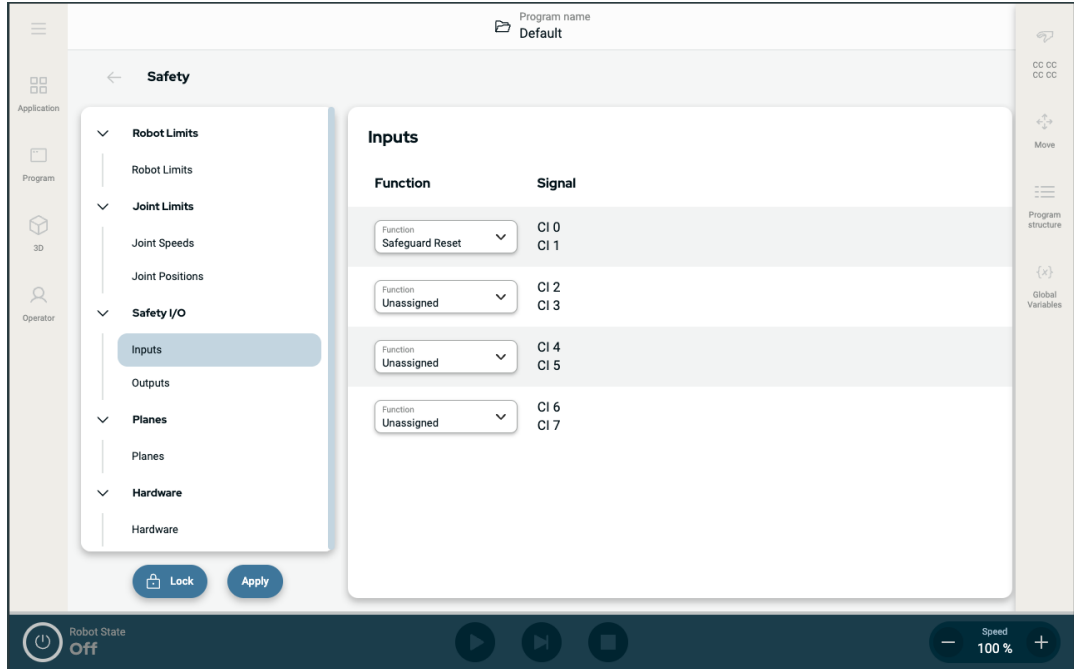 Program name
Default
Application
Program
3D
Operator
Safety
Robot Limits
Robot Limits
Joint Limits
Joint Speeds
Joint Positions
Safety I/O
Inputs
Outputs
Planes
Planes
Hardware
Hardware
Lock
Apply
Inputs
Function Signal
Function
Safeguard Reset
CI 0
CI 1
Function
Unassigned
CI 2
CI 3
Function
Unassigned
CI 4
CI 5
Function
Unassigned
CI 6
CI 7
CC CC
CC CC
Move
Program
structure
{x}
Global
Variables
Robot State
Off
Speed
100 %